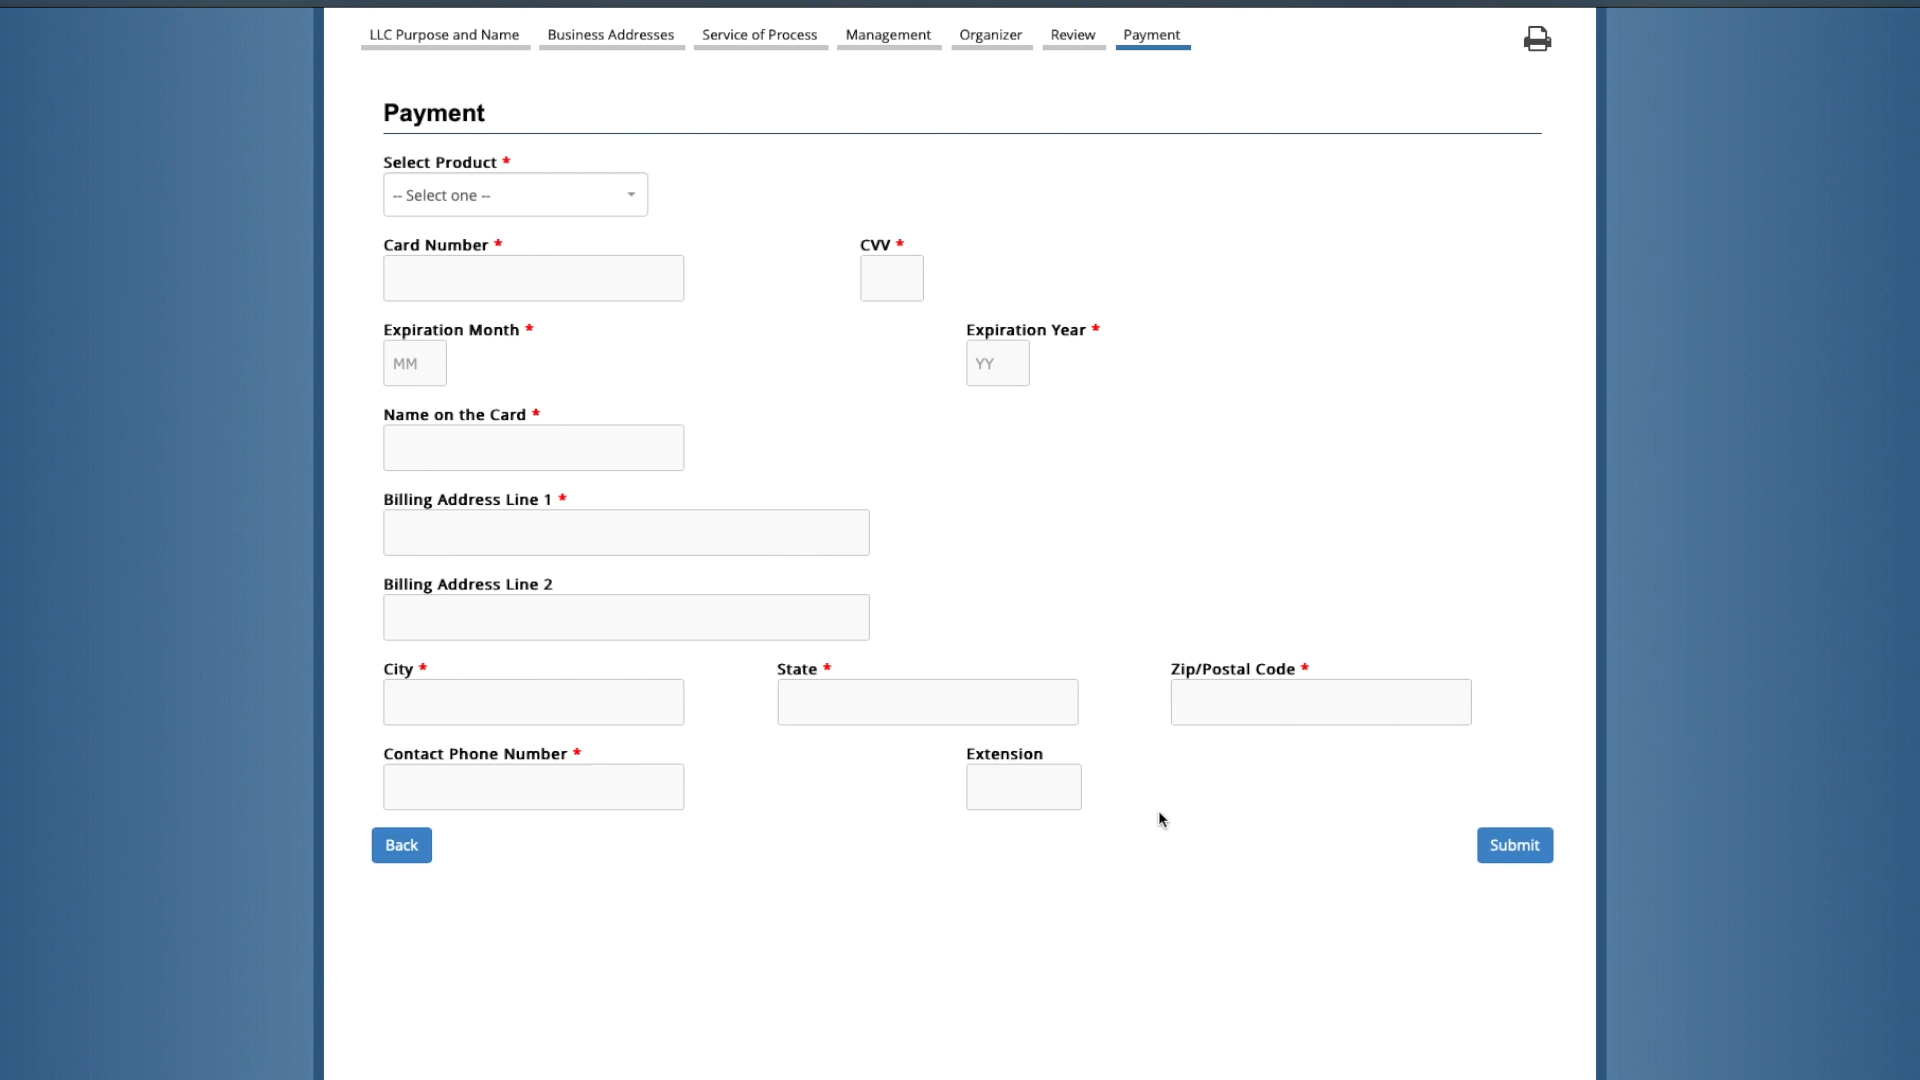 LLC Purpose and Name Business Addresses Service of Process Management Organizer Review Payment
Payment
Select Product *
-- Select one --
Card Number * CVV *
Expiration Month * Expiration Year *
MM YY
Name on the Card *
Billing Address Line 1 *
Billing Address Line 2
City * State * Zip/Postal Code *
Contact Phone Number * Extension
Back Submit